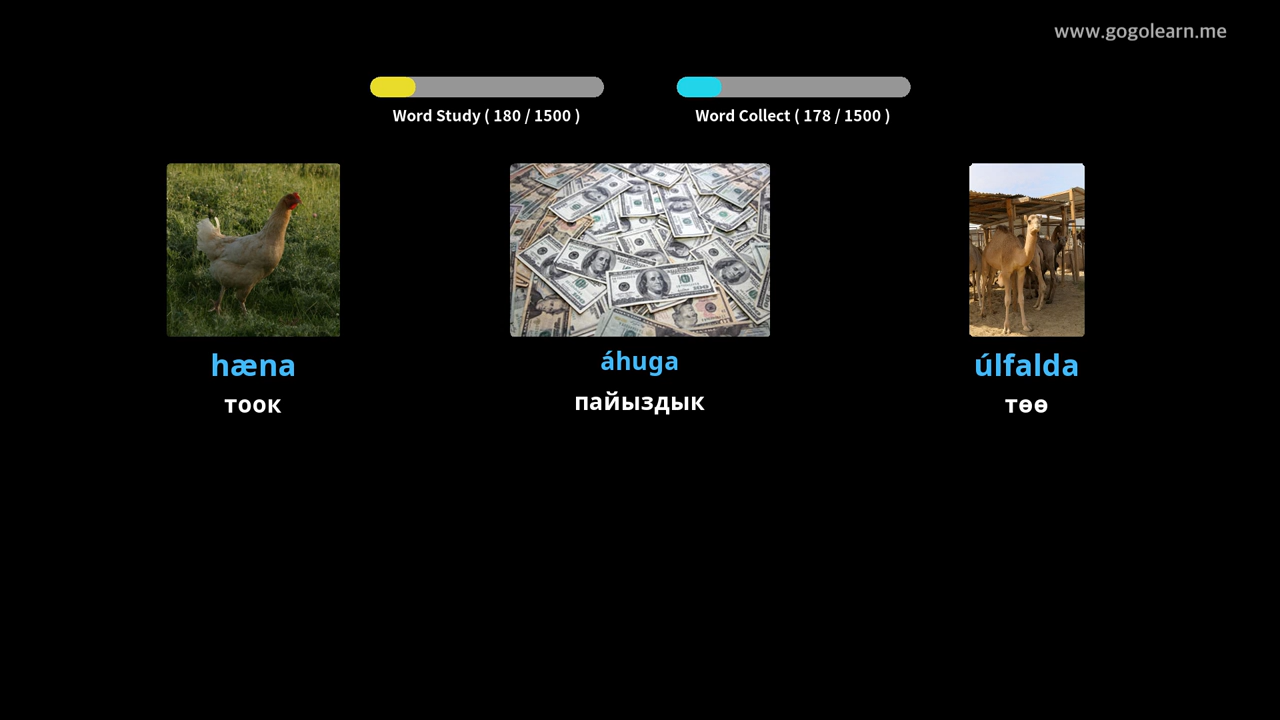 www.gogolearn.me
Word Study ( 180 / 1500 )
Word Collect ( 178 / 1500 )
hæna
áhuga
úlfalda
тоок
пайыздык
төө